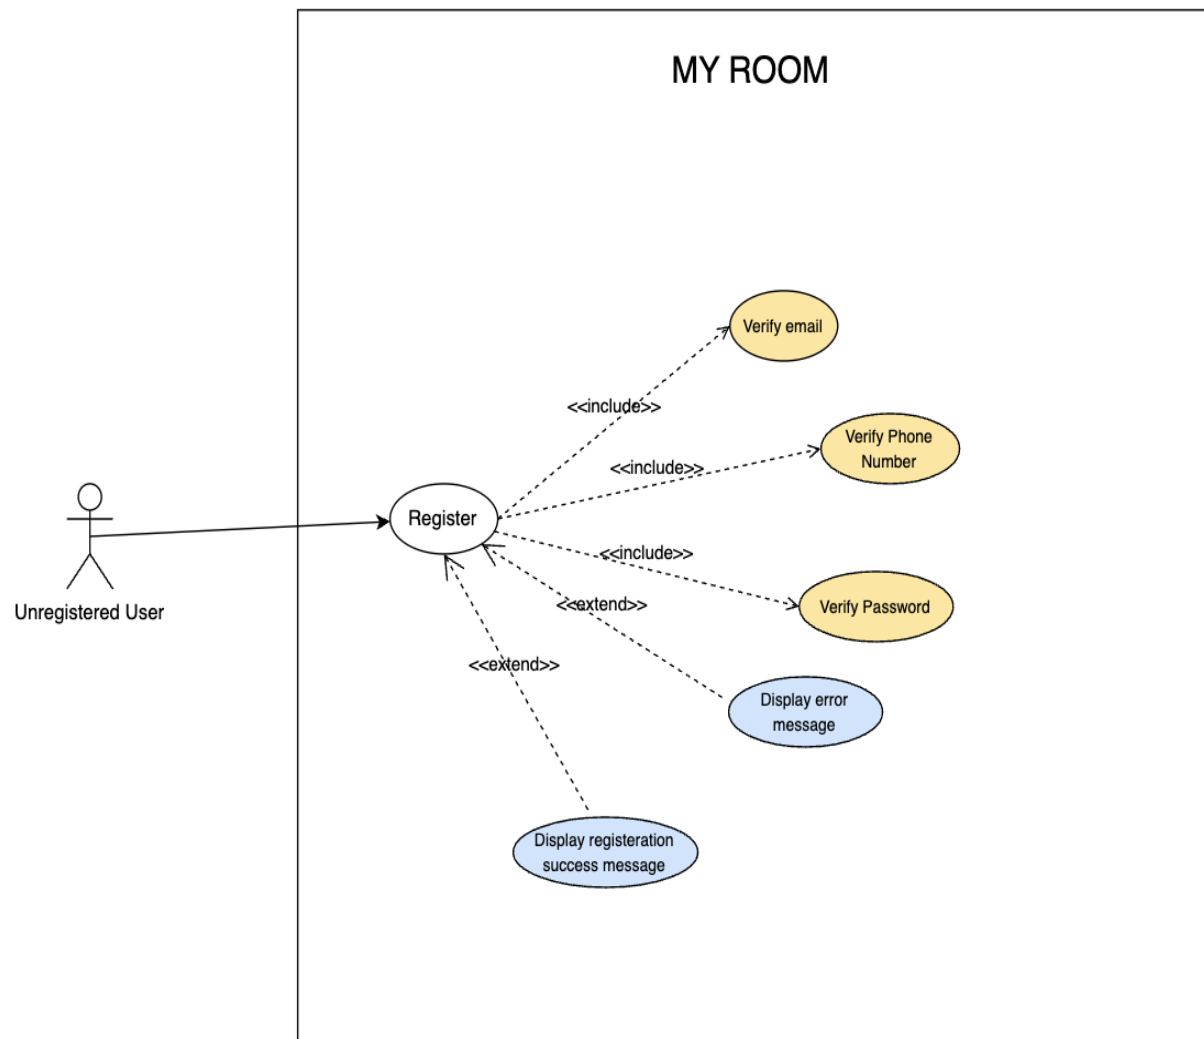 MY ROOM
Verify email
<<include>>
Verify Phone
Number
<<include>>
Register
<<include>>
Verify Password
<<extend>>
Unregistered User
<<extend>>
Display error
message
Display registeration
success message